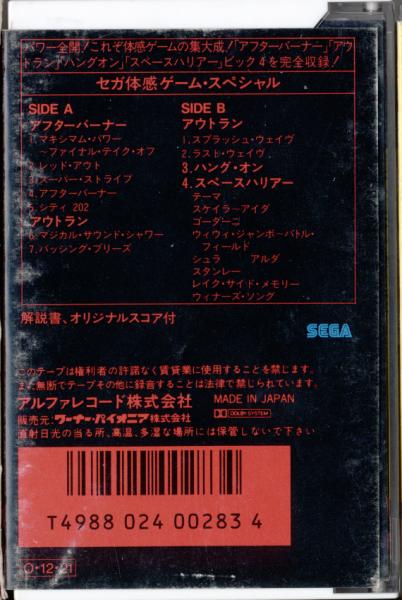 パワー全開！これぞ体感ゲームの集大成！「アフターバーナー」「アウ
トラン」「ハングオン」「スペースハリアー」ビック4を完全収録！
セガ体感ゲーム・スペシャル
SIDE A
アフターバーナー
1. マキシマム・パワー
～ファイナル・テイク・オフ
2. レッド・アウト
3. スーパー・ストライプ
4. アフターバーナー
5. シティ 202
アウトラン
6. マジカル・サウンド・シャワー
7. パッシング・ブリーズ
SIDE B
アウトラン
1. スプラッシュ・ウェイヴ
2. ラスト・ウェイヴ
3. ハング・オン
4. スペースハリアー
テーマ
スケイラーアイダ
ゴーダーニ
ウィウィ・ジャンボ・バトル・
フィールド
シュラ　アルダ
スタンレー
レイク・サイド・メモリー
ウィナーズ・ソング
解説書、オリジナルスコア付
SEGA
このテープは権利者の許諾なく賃貸業に使用することを禁じます。
また無断でテープその他に録音することは法律で禁じられています。
アルファレコード株式会社 MADE IN JAPAN
販売元：ワーナー・パイオニア株式会社 DOLBY SYSTEM
直射日光の当る所、高温、多湿な場所には保管しないで下さい
T4988 024 00283 4
O・12・21